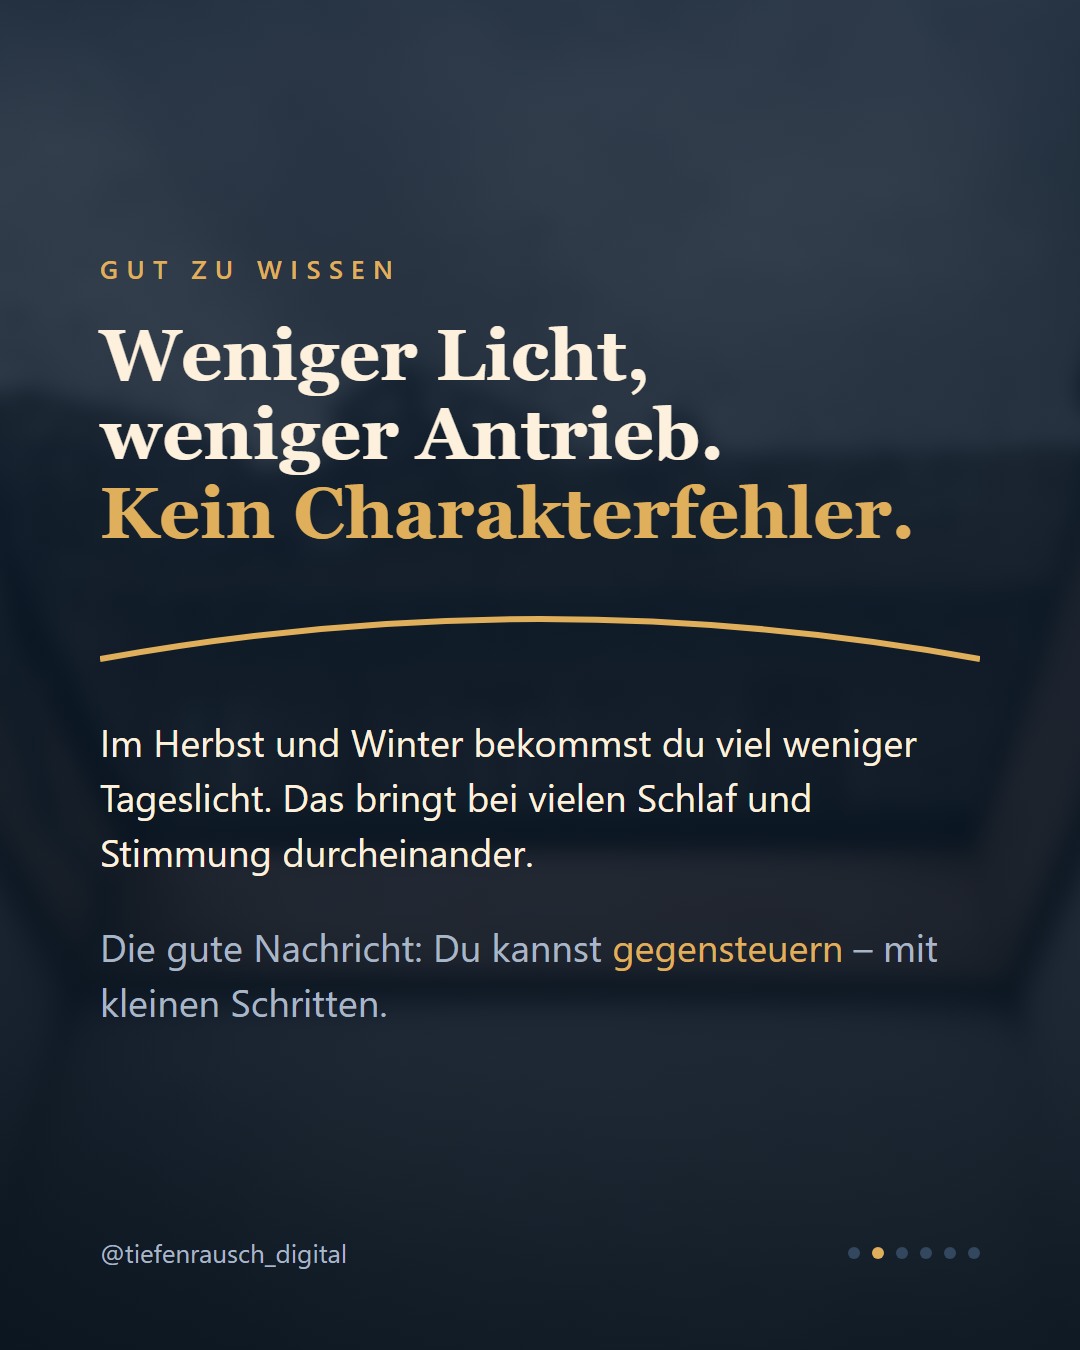 GUT ZU WISSEN
Weniger Licht,
weniger Antrieb.
Kein Charakterfehler.
Im Herbst und Winter bekommst du viel weniger
Tageslicht. Das bringt bei vielen Schlaf und
Stimmung durcheinander.
Die gute Nachricht: Du kannst gegensteuern – mit
kleinen Schritten.
@tiefenrausch_digital